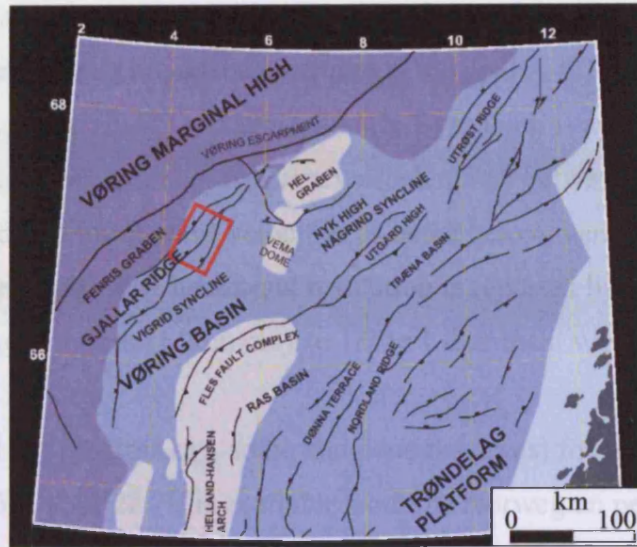 2
4
6
8
10
12
68
66
VØRING MARGINAL HIGH
VØRING ESCARPMENT
HEL
GRABEN
UTRØST RIDGE
NYK HIGH
NÅGRIND SYNCLINE
VEMA
DOME
UTGARD HIGH
TRÆNA BASIN
FENRIS GRABEN
GJALLAR RIDGE
VIGRID SYNCLINE
VØRING BASIN
FLES FAULT COMPLEX
RAS BASIN
DØNNA TERRACE
NORDLAND RIDGE
HELLAND-HANSEN
ARCH
TRØNDELAG
PLATFORM
km
0
100